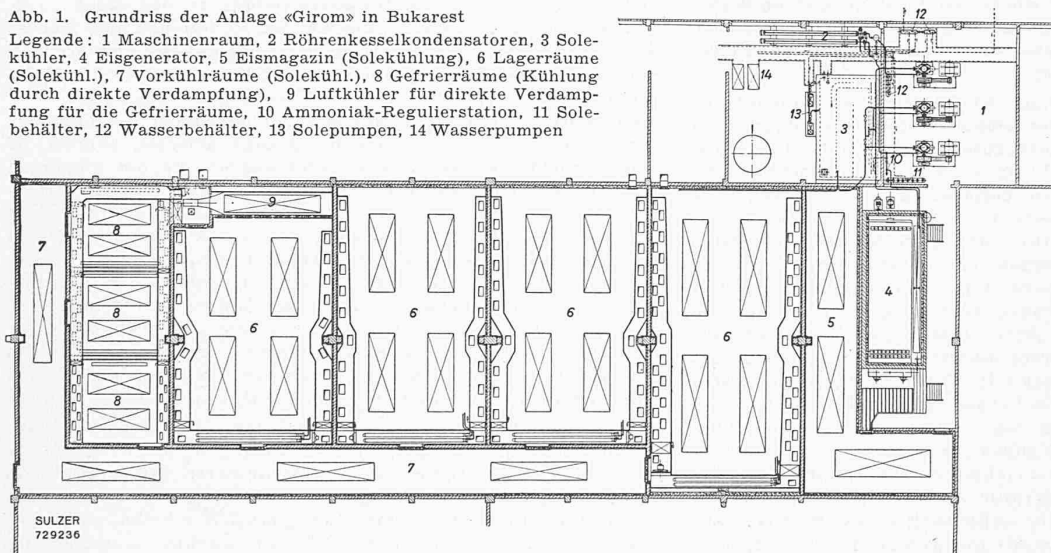 Abb. 1. Grundriss der Anlage «Girom» in Bukarest
Legende: 1 Maschinenraum, 2 Röhrenkesselkondensatoren, 3 Sole-
kühler, 4 Eisgenerator, 5 Eismagazin (Solekühlung), 6 Lagerräume
(Solekühl.), 7 Vorkühlräume (Solekühl.), 8 Gefrierräume (Kühlung
durch direkte Verdampfung), 9 Luftkühler für direkte Verdamp-
fung für die Gefrierräume, 10 Ammoniak-Regulierstation, 11 Sole-
behälter, 12 Wasserbehälter, 13 Solepumpen, 14 Wasserpumpen
12
2
14
12
13
3
1
10
11
9
8
7
8
6
6
6
6
5
4
8
7
SULZER
729236